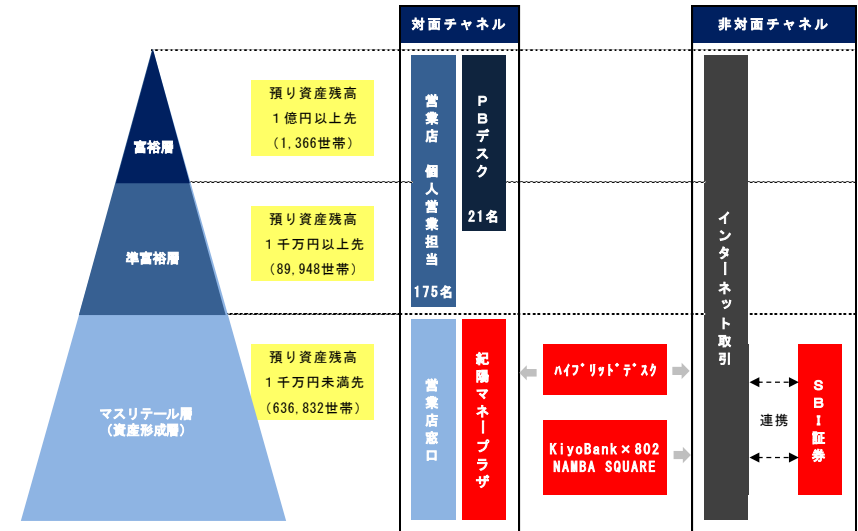 対面チャネル
非対面チャネル
富裕層
預り資産残高
１億円以上先
(1,366世帯)
営業店　個人営業担当
175名
PBデスク
21名
インターネット取引
準富裕層
預り資産残高
１千万円以上先
(89,948世帯)
マスリテール層
(資産形成層)
預り資産残高
１千万円未満先
(636,832世帯)
営業店窓口
紀陽マネープラザ
ﾊｲﾌﾞﾘｯﾄﾞﾃﾞｽｸ
KiyoBank×802
NAMBA SQUARE
連携
SBI証券